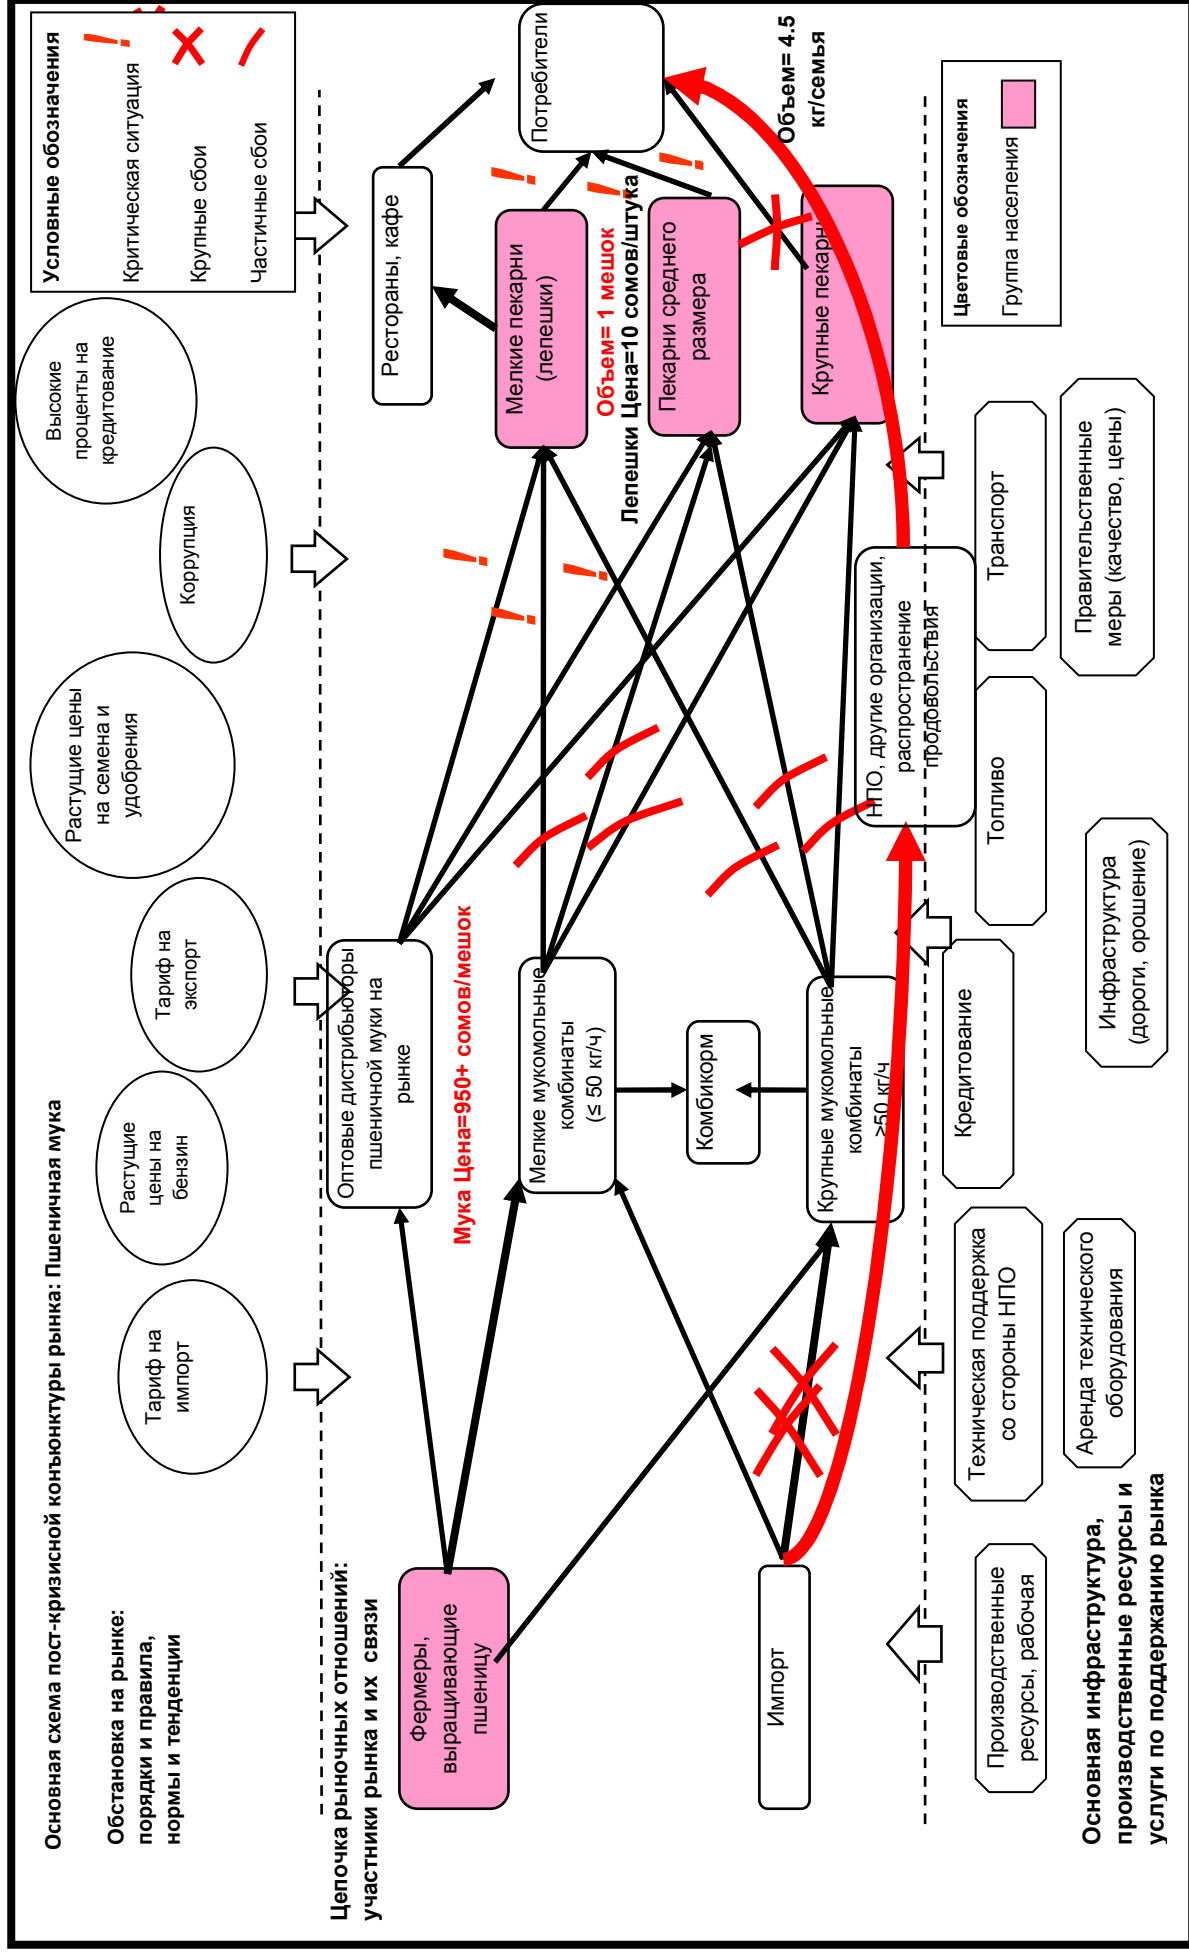 Основная схема пост-кризисной конъюнктуры рынка: Пшеничная мука
Обстановка на рынке:
порядки и правила,
нормы и тенденции
Тариф на
импорт
Растущие
цены на
бензин
Тариф на
экспорт
Растущие цены
на семена и
удобрения
Коррупция
Высокие
проценты на
кредитование
Условные обозначения
Критическая ситуация
!
Крупные сбои
Частичные сбои
Цепочка рыночных отношений:
участники рынка и их связи
Фермеры,
выращивающие
пшеницу
Импорт
Оптовые дистрибьюторы
пшеничной муки на
рынке
Мука Цена=950+ сомов/мешок
Мелкие мукомольные
комбинаты
(≤ 50 кг/ч)
Комбикорм
Крупные мукомольные
комбинаты
≥50 кг/ч
!
!
!
НПО, другие организации,
распространение
продовольствия
Рестораны, кафе
Мелкие пекарни
(лепешки)
Объем= 1 мешок
Лепешки Цена=10 сомов/штука
Пекарни среднего
размера
Крупные пекарни
!
!
!
Потребители
Объем= 4.5
кг/семья
Цветовые обозначения
Группа населения
Основная инфраструктура,
производственные ресурсы и
услуги по поддержанию рынка
Производственные
ресурсы, рабочая
Техническая поддержка
со стороны НПО
Аренда технического
оборудования
Кредитование
Инфраструктура
(дороги, орошение)
Топливо
Транспорт
Правительственные
меры (качество, цены)